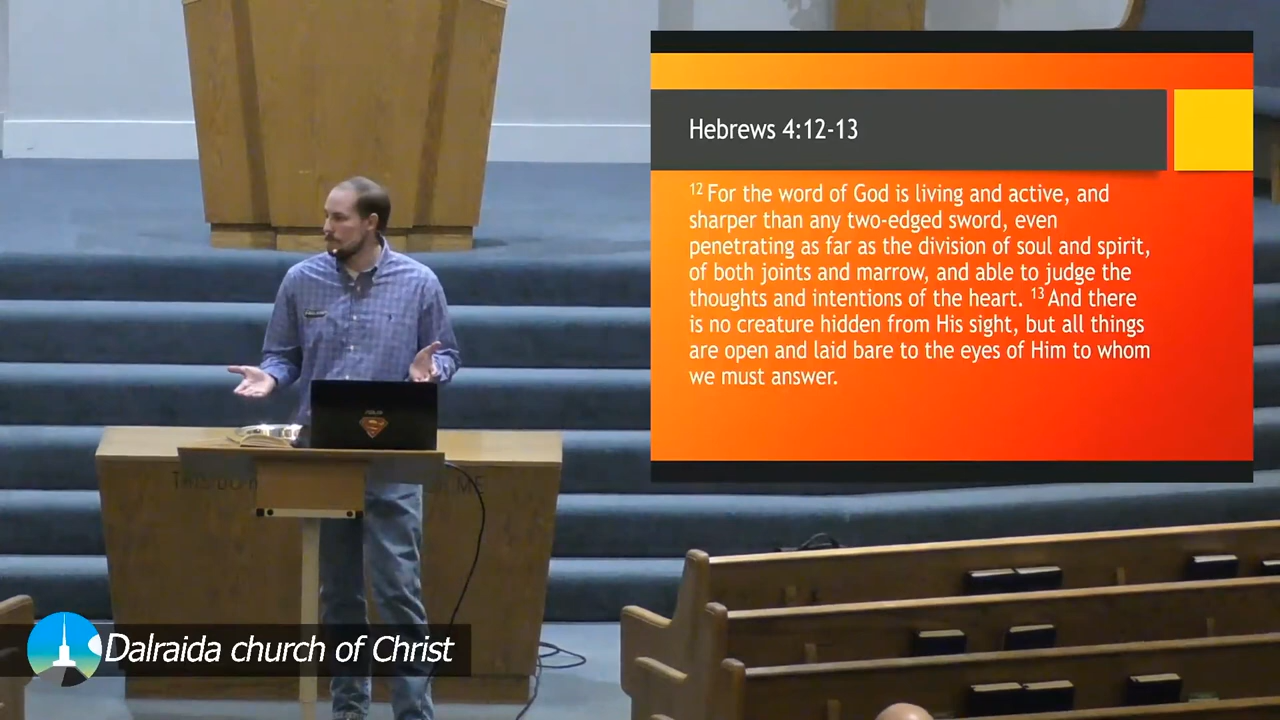 Hebrews 4:12-13
12 For the word of God is living and active, and
sharper than any two-edged sword, even
penetrating as far as the division of soul and spirit,
of both joints and marrow, and able to judge the
thoughts and intentions of the heart. 13 And there
is no creature hidden from His sight, but all things
are open and laid bare to the eyes of Him to whom
we must answer.
ASUS
ME
Dalraida church of Christ